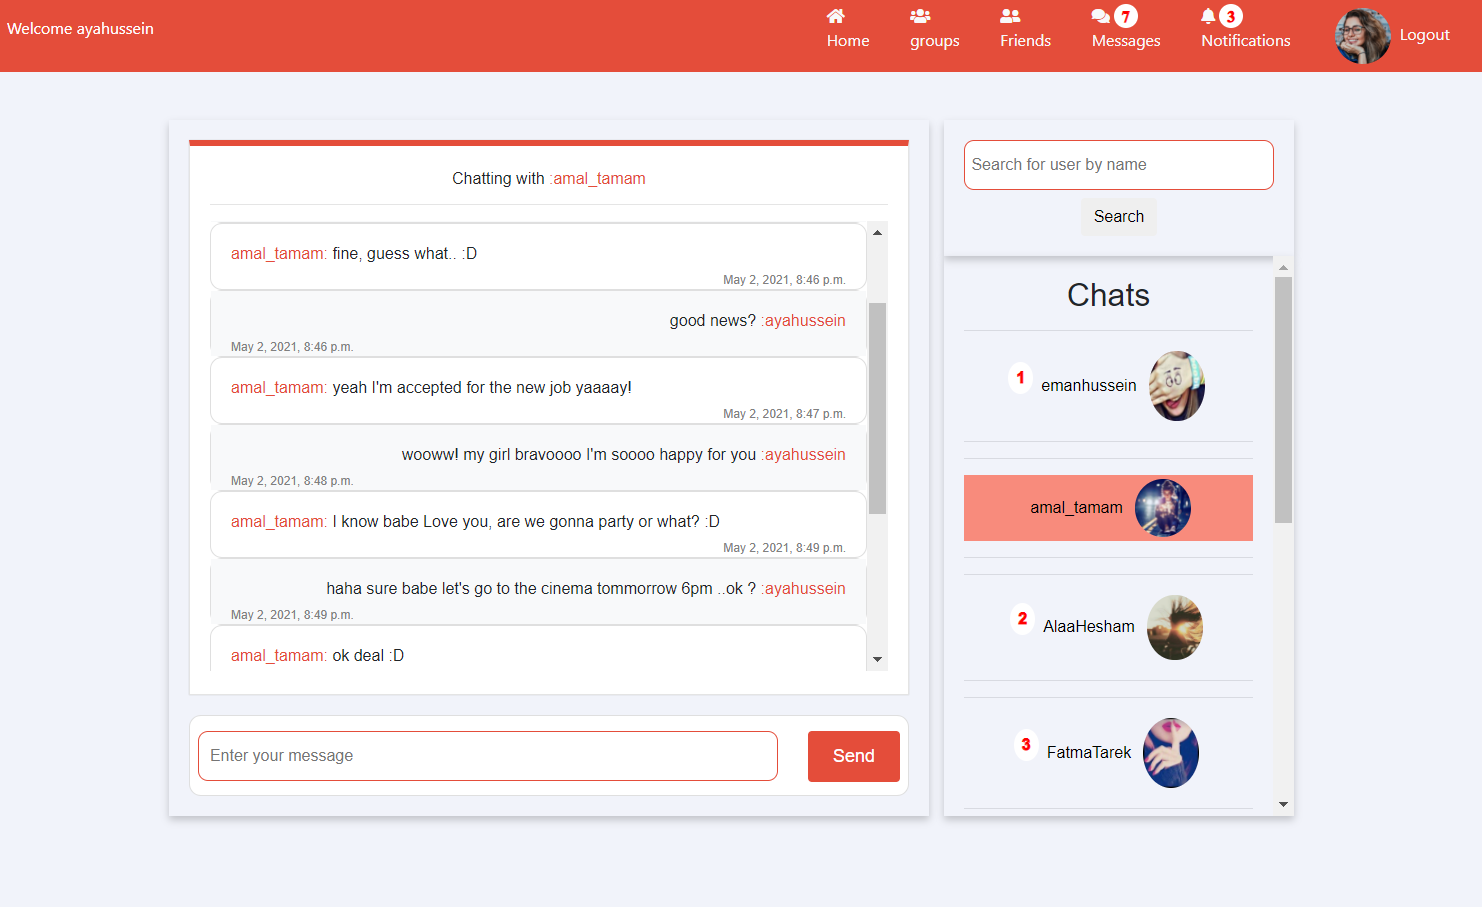 Welcome ayahussein
Home
groups
Friends
7
Messages
3
Notifications
Logout
Chatting with :amal_tamam
amal_tamam: fine, guess what.. :D
May 2, 2021, 8:46 p.m.
good news? :ayahussein
May 2, 2021, 8:46 p.m.
amal_tamam: yeah I'm accepted for the new job yaaaay!
May 2, 2021, 8:47 p.m.
wooww! my girl bravoooo I'm soooo happy for you :ayahussein
May 2, 2021, 8:48 p.m.
amal_tamam: I know babe Love you, are we gonna party or what? :D
May 2, 2021, 8:49 p.m.
haha sure babe let's go to the cinema tommorrow 6pm ..ok ? :ayahussein
May 2, 2021, 8:49 p.m.
amal_tamam: ok deal :D
Enter your message
Send
Search for user by name
Search
Chats
1 emanhussein
amal_tamam
2 AlaaHesham
3 FatmaTarek